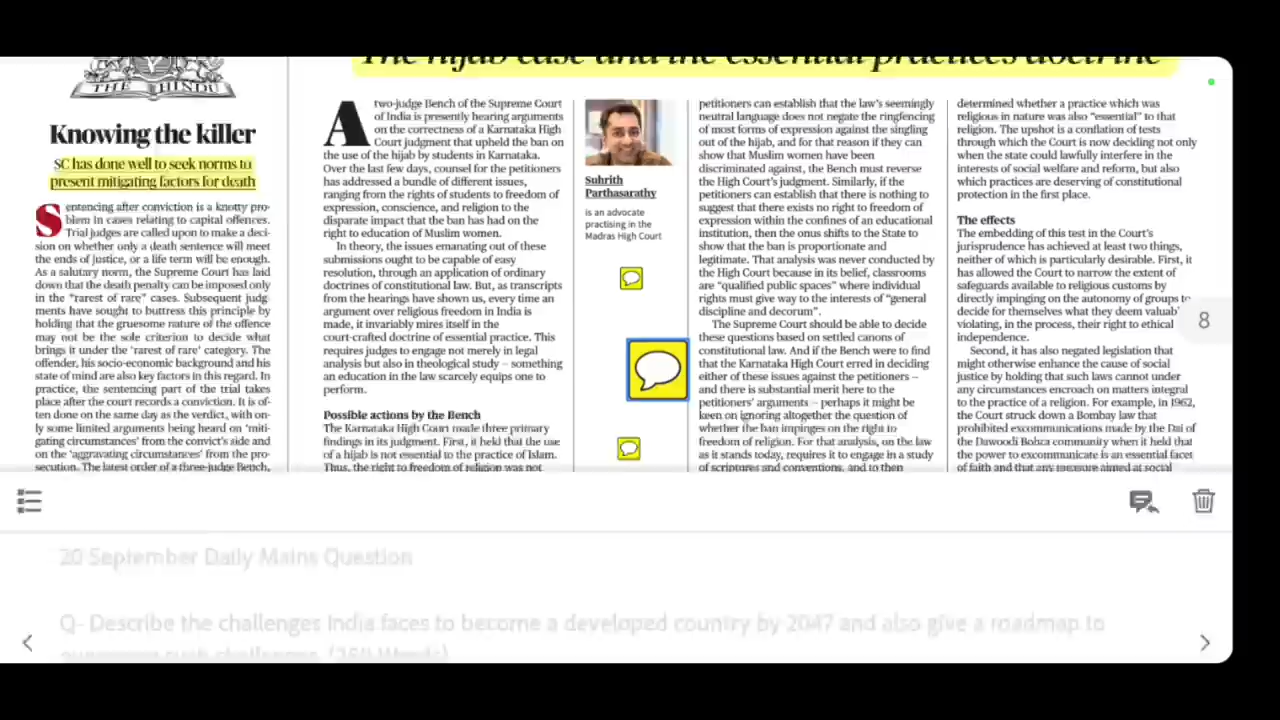 The hijab case and the essential practices doctrine
THE HINDU
Knowing the killer
SC has done well to seek norms to
present mitigating factors for death
Sentencing after conviction is a knotty pro-
blem in cases relating to capital offences.
Trial judges are called upon to make a deci-
sion on whether only a death sentence will meet
the ends of justice, or a life term will be enough.
As a salutary norm, the Supreme Court has laid
down that the death penalty can be imposed only
in the “rarest of rare” cases. Subsequent judg-
ments have sought to buttress this principle by
holding that the gruesome nature of the offence
may not be the sole criterion to decide what
brings it under the ‘rarest of rare’ category. The
offender, his socio-economic background and his
state of mind are also key factors in this regard. In
practice, the sentencing part of the trial takes
place after the court records a conviction. It is of-
ten done on the same day as the verdict, with on-
ly some limited arguments being heard on ‘miti-
gating circumstances’ from the convict’s side and
on the ‘aggravating circumstances’ from the pro-
secution. The latest order of a three-judge Bench,
A two-judge Bench of the Supreme Court
of India is presently hearing arguments
on the correctness of a Karnataka High
Court judgment that upheld the ban on
the use of the hijab by students in Karnataka.
Over the last few days, counsel for the petitioners
has addressed a bundle of different issues,
ranging from the rights of students to freedom of
expression, conscience, and religion to the
disparate impact that the ban has had on the
right to education of Muslim women.
In theory, the issues emanating out of these
submissions ought to be capable of easy
resolution, through an application of ordinary
doctrines of constitutional law. But, as transcripts
from the hearings have shown us, every time an
argument over religious freedom in India is
made, it invariably mires itself in the
court-crafted doctrine of essential practice. This
requires judges to engage not merely in legal
analysis but also in theological study – something
an education in the law scarcely equips one to
perform.
Possible actions by the Bench
The Karnataka High Court made three primary
findings in its judgment. First, it held that the use
of a hijab is not essential to the practice of Islam.
Thus, the right to freedom of religion was not
Suhrith
Parthasarathy
is an advocate
practising in the
Madras High Court
petitioners can establish that the law’s seemingly
neutral language does not negate the ringfencing
of most forms of expression against the singling
out of the hijab, and for that reason if they can
show that Muslim women have been
discriminated against, the Bench must reverse
the High Court’s judgment. Similarly, if the
petitioners can establish that there is nothing to
suggest that there exists no right to freedom of
expression within the confines of an educational
institution, then the onus shifts to the State to
show that the ban is proportionate and
legitimate. That analysis was never conducted by
the High Court because in its belief, classrooms
are “qualified public spaces” where individual
rights must give way to the interests of “general
discipline and decorum”.
The Supreme Court should be able to decide
these questions based on settled canons of
constitutional law. And if the Bench were to find
that the Karnataka High Court erred in deciding
either of these issues against the petitioners –
and there is substantial merit here to the
petitioners’ arguments – perhaps it might be
keen on ignoring altogether the question of
whether the ban impinges on the right to
freedom of religion. For that analysis, on the law
as it stands today, requires it to engage in a study
of scriptures and conventions, and to then
determined whether a practice which was
religious in nature was also “essential” to that
religion. The upshot is a conflation of tests
through which the Court is now deciding not only
when the state could lawfully interfere in the
interests of social welfare and reform, but also
which practices are deserving of constitutional
protection in the first place.
The effects
The embedding of this test in the Court’s
jurisprudence has achieved at least two things,
neither of which is particularly desirable. First, it
has allowed the Court to narrow the extent of
safeguards available to religious customs by
directly impinging on the autonomy of groups to
decide for themselves what they deem valuabl
violating, in the process, their right to ethical
independence.
Second, it has also negated legislation that
might otherwise enhance the cause of social
justice by holding that such laws cannot under
any circumstances encroach on matters integral
to the practice of a religion. For example, in 1962,
the Court struck down a Bombay law that
prohibited excommunications made by the Dai of
the Dawoodi Bohra community when it held that
the power to excommunicate is an essential facet
of faith and that any measure aimed at social
8
20 September Daily Mains Question
Q- Describe the challenges India faces to become a developed country by 2047 and also give a roadmap to
overcome such challenges. (250 Words)